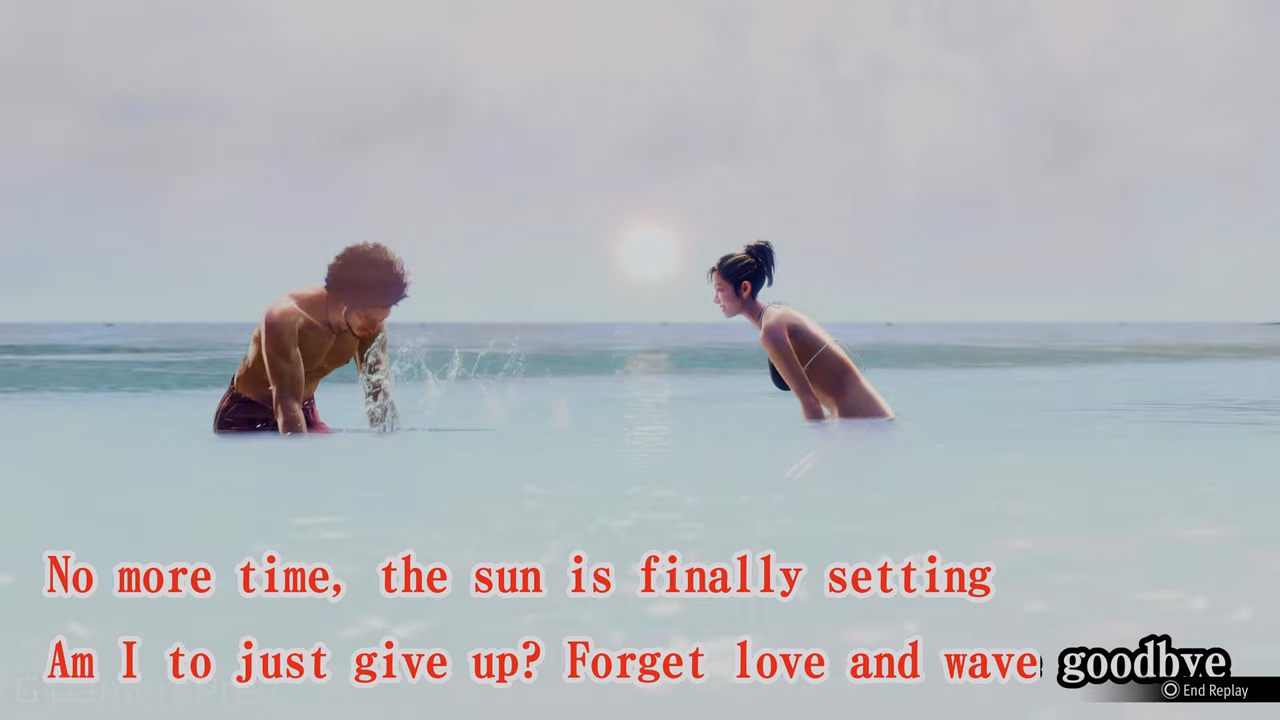 No more time, the sun is finally setting
Am I to just give up? Forget love and wave goodbye
End Replay